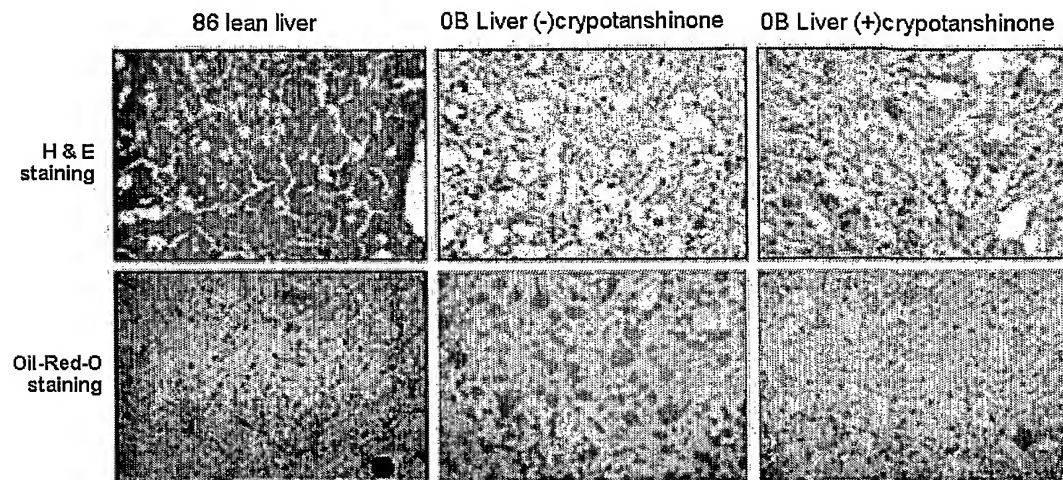 86 lean liver
0B Liver (-)crypotanshinone
0B Liver (+)crypotanshinone
H & E
staining
Oil-Red-O
staining